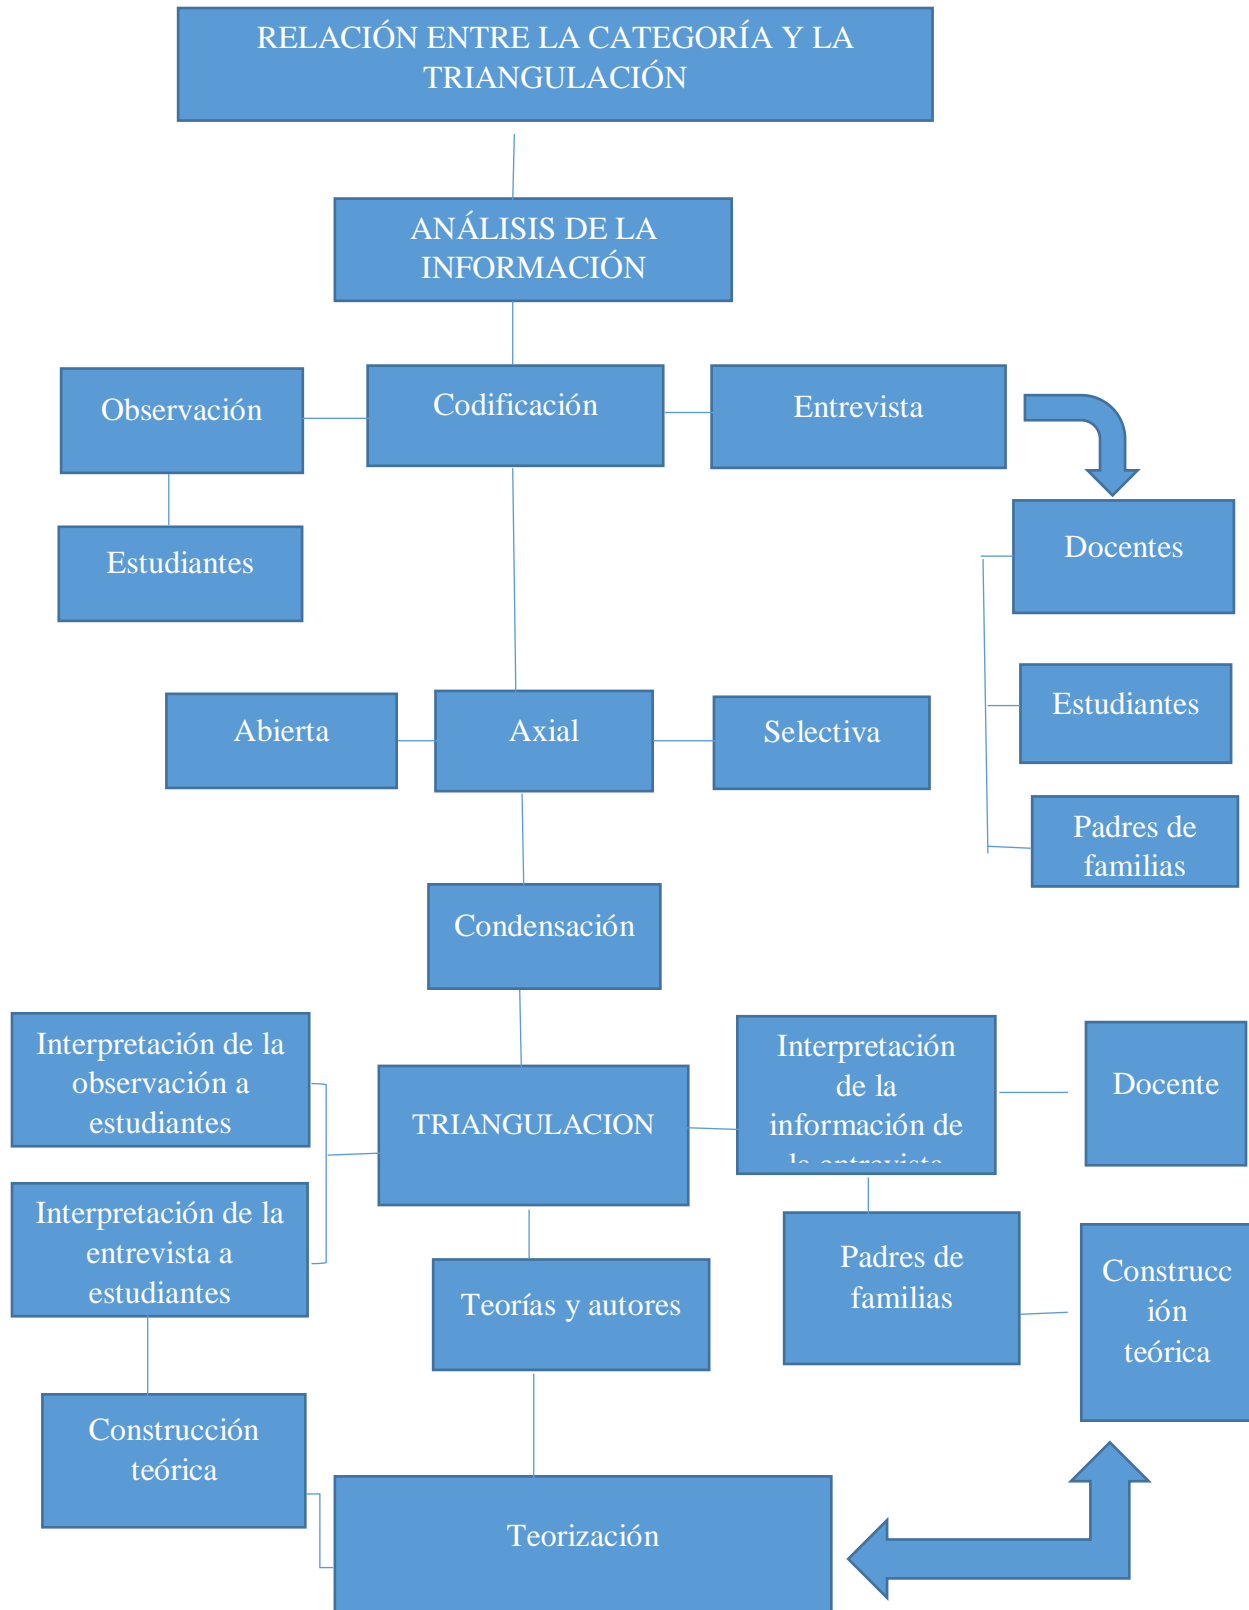 RELACIÓN ENTRE LA CATEGORÍA Y LA
TRIANGULACIÓN
ANÁLISIS DE LA
INFORMACIÓN
Observación
Codificación
Entrevista
Estudiantes
Docentes
Estudiantes
Padres de
familias
Abierta
Axial
Selectiva
Condensación
Interpretación de la
observación a
estudiantes
TRIANGULACION
Interpretación
de la
información de
la entrevista
Docente
Interpretación de la
entrevista a
estudiantes
Teorías y autores
Padres de
familias
Construcc
ión
teórica
Construcción
teórica
Teorización